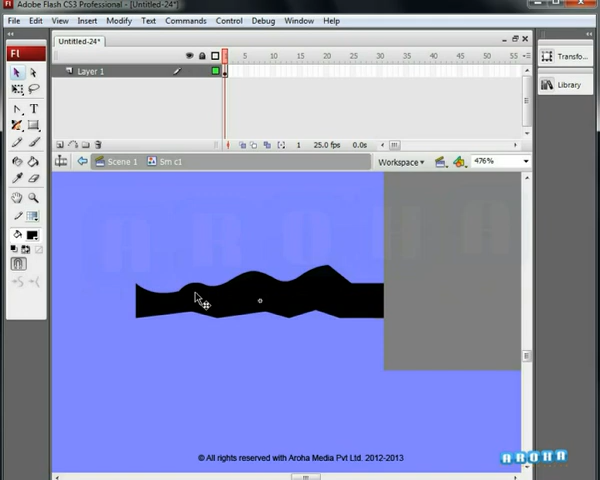 Adobe Flash CS3 Professional - [Untitled-24*]
File Edit View Insert Modify Text Commands Control Debug Window Help
Untitled-24*
5 10 15 20 25 30 35 40 45 50 55
Layer 1
1 25.0 fps 0.0s
Scene 1 Sm c1 Workspace 476%
Fl
T
Transfo...
Library
A R O H A
© All rights reserved with Aroha Media Pvt Ltd. 2012-2013
AROHA